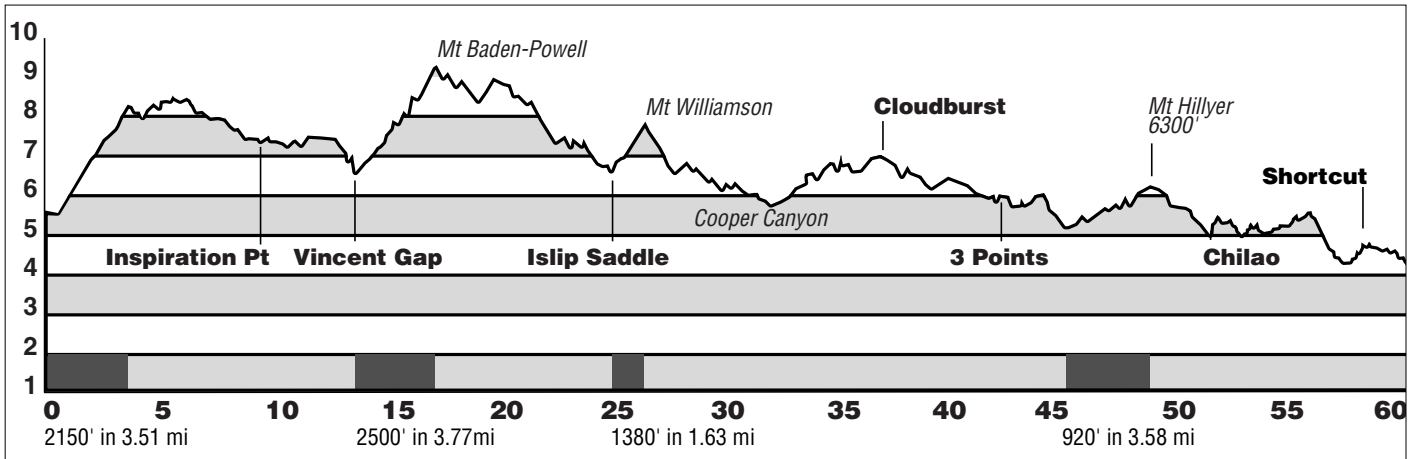 10
9
8
7
6
5
4
3
2
1
Mt Baden-Powell
Mt Williamson
Cloudburst
Mt Hillyer
6300'
Shortcut
Cooper Canyon
Inspiration Pt
Vincent Gap
Islip Saddle
3 Points
Chilao
0 5 10 15 20 25 30 35 40 45 50 55 60
2150' in 3.51 mi
2500' in 3.77mi
1380' in 1.63 mi
920' in 3.58 mi